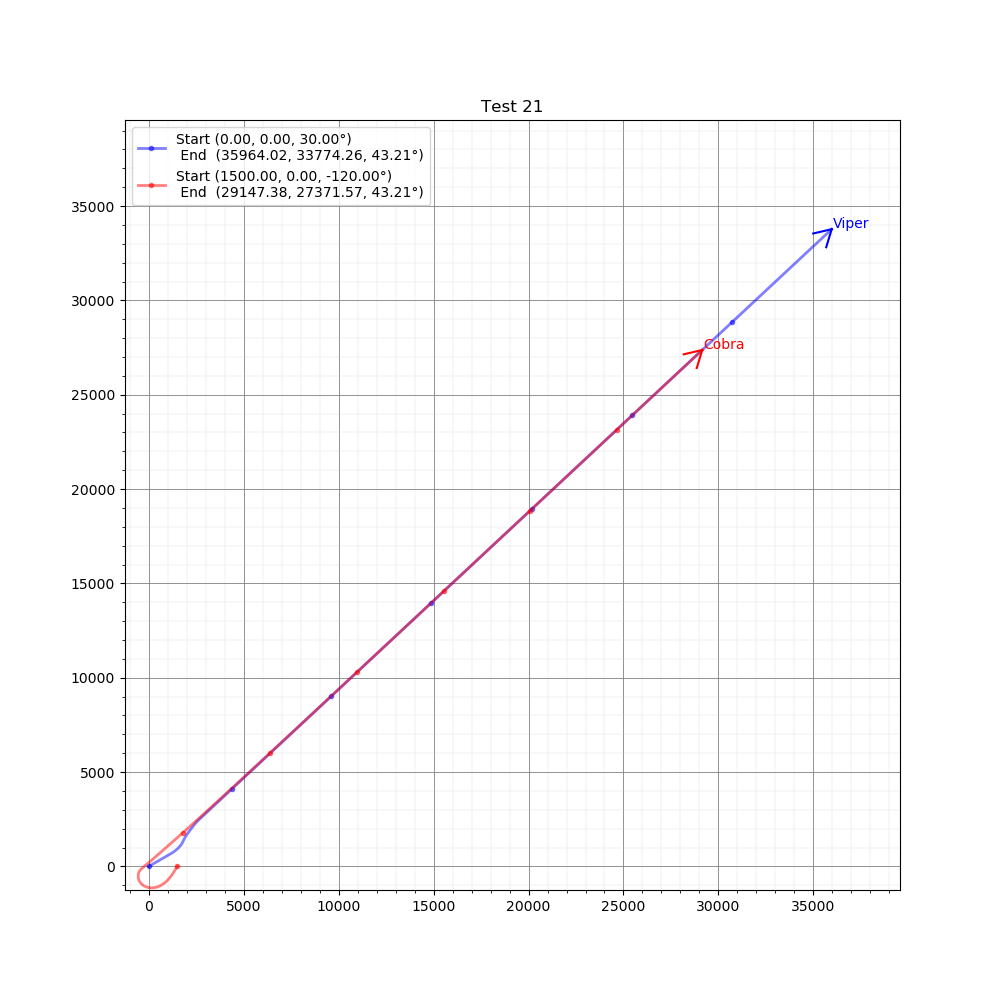 Test 21
Start (0.00, 0.00, 30.00°)
End  (35964.02, 33774.26, 43.21°)
Start (1500.00, 0.00, -120.00°)
End  (29147.38, 27371.57, 43.21°)
35000
30000
25000
20000
15000
10000
5000
0
Viper
Cobra
0 5000 10000 15000 20000 25000 30000 35000